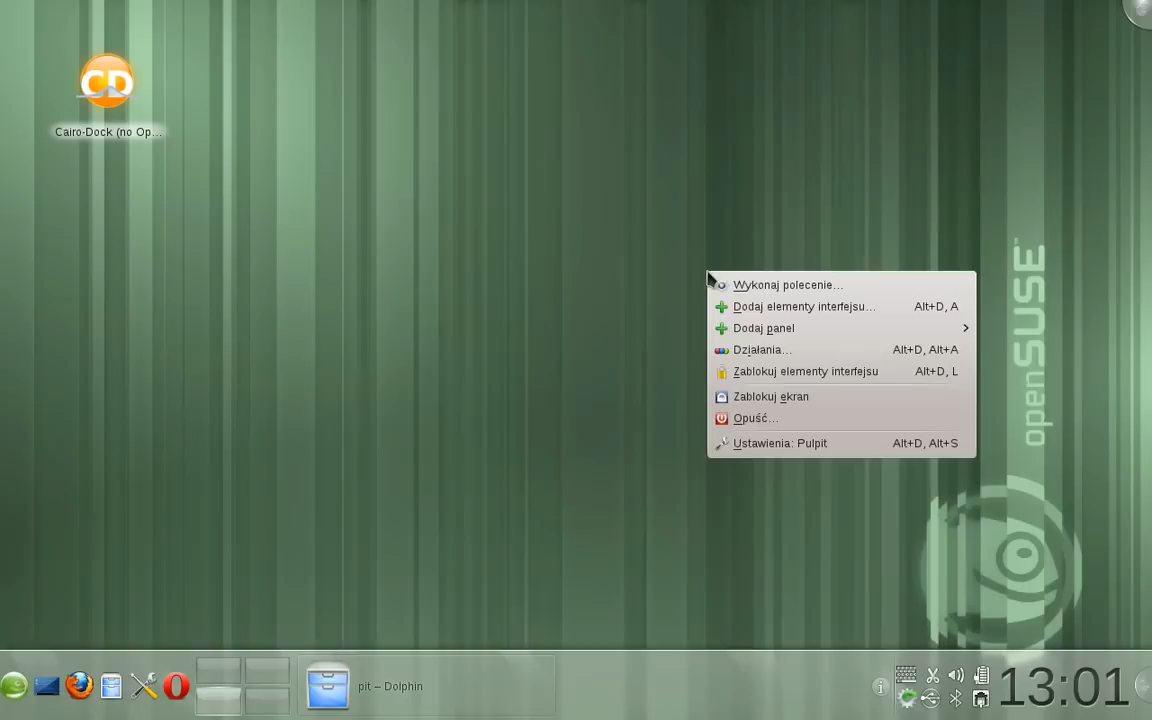 Cairo-Dock (no Op...
Wykonaj polecenie...
Dodaj elementy interfejsu... Alt+D, A
Dodaj panel
Działania... Alt+D, Alt+A
Zablokuj elementy interfejsu Alt+D, L
Zablokuj ekran
Opuść...
Ustawienia: Pulpit Alt+D, Alt+S
openSUSE™
pit – Dolphin
13:01